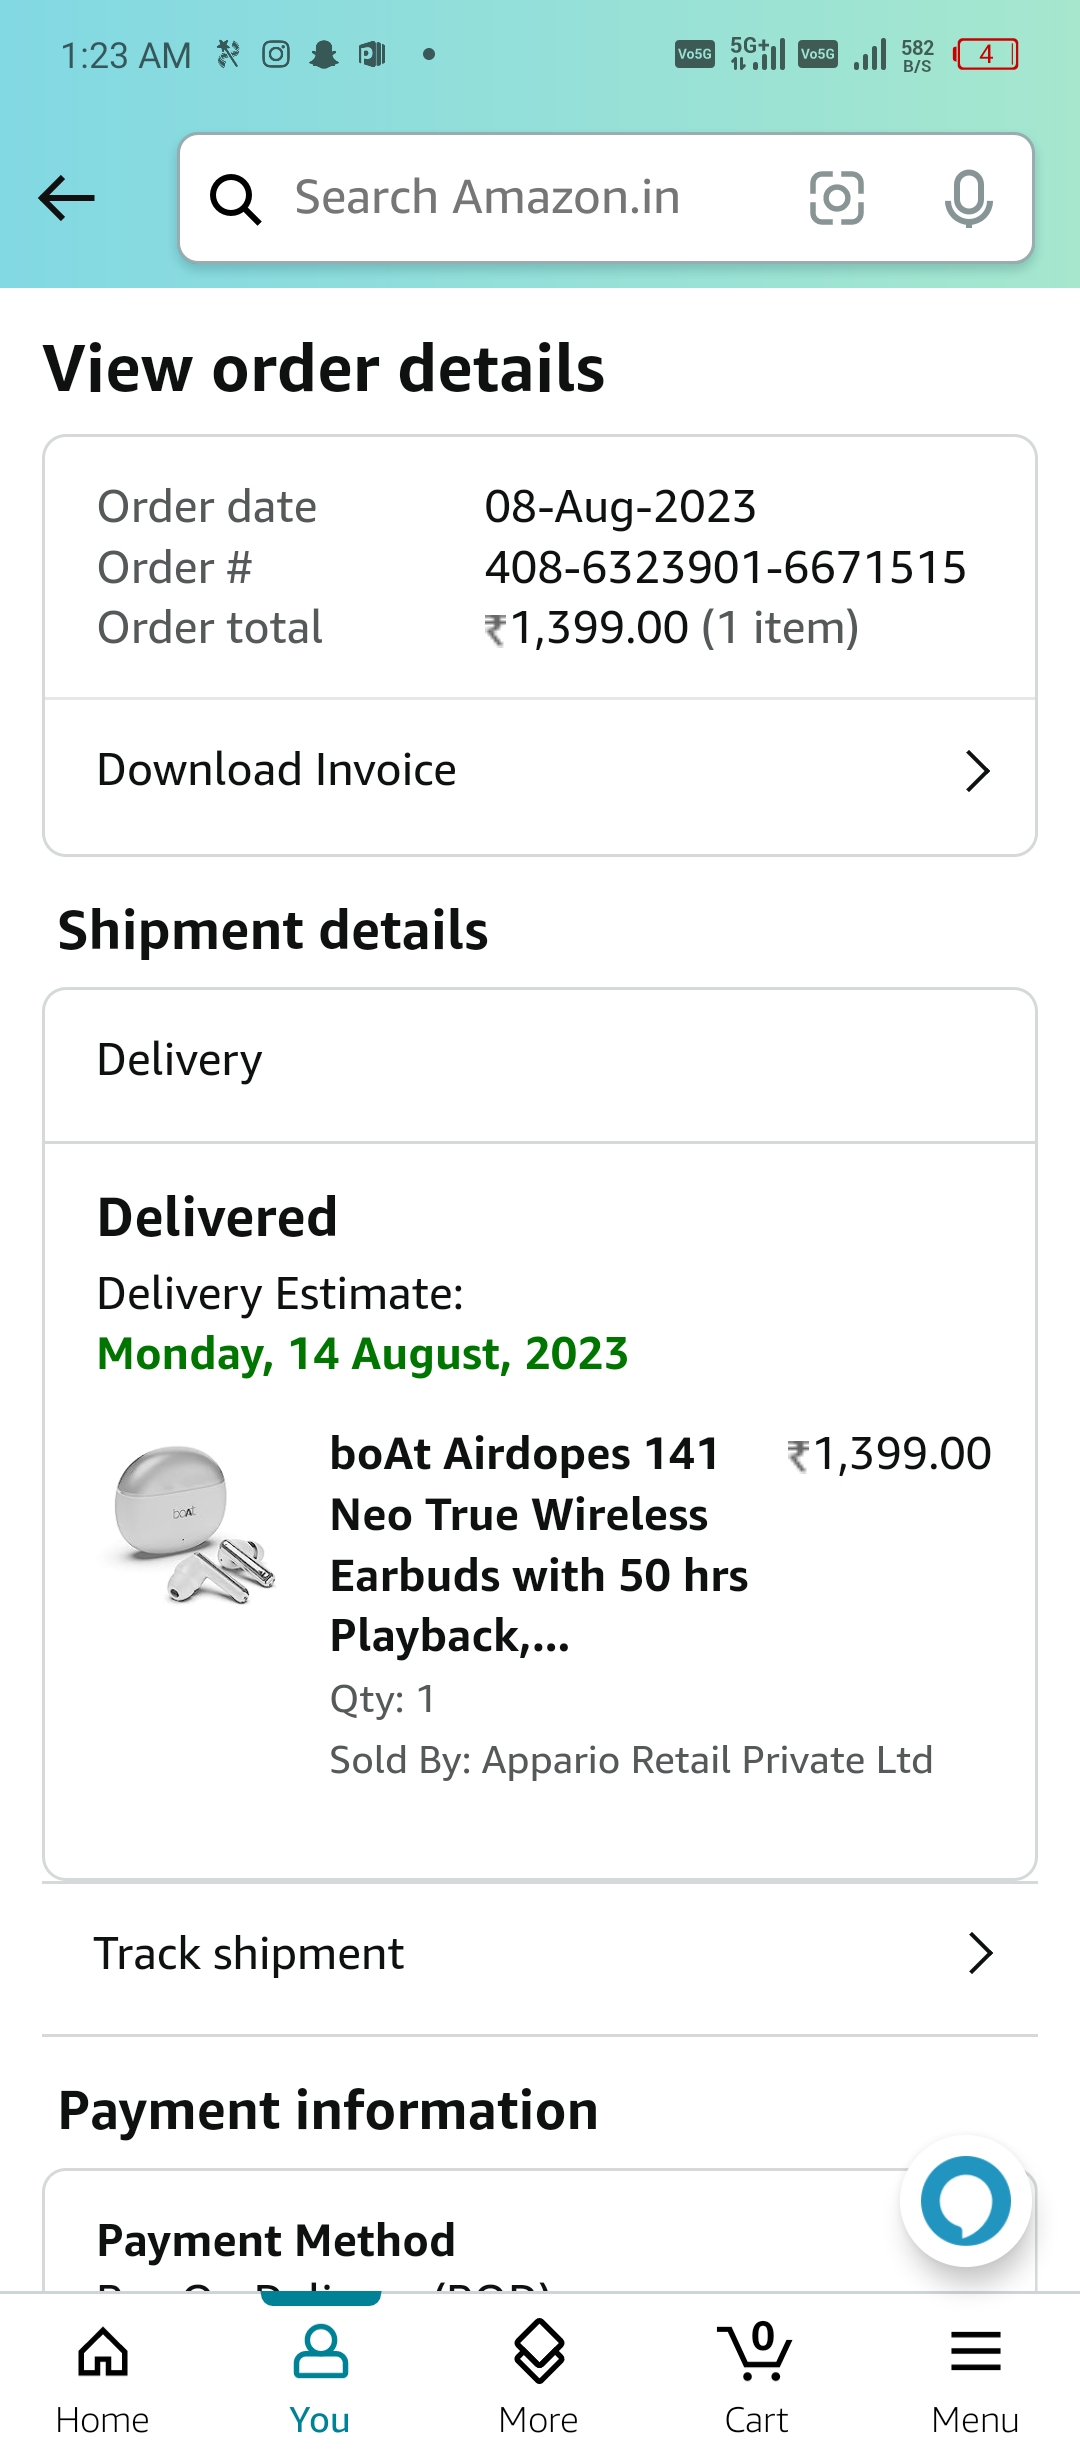 1:23 AM Vo5G 5G+ Vo5G 582 B/S 4
Search Amazon.in
View order details
Order date 08-Aug-2023
Order # 408-6323901-6671515
Order total ₹1,399.00 (1 item)
Download Invoice
Shipment details
Delivery
Delivered
Delivery Estimate:
Monday, 14 August, 2023
boAt
boAt Airdopes 141 ₹1,399.00
Neo True Wireless
Earbuds with 50 hrs
Playback,...
Qty: 1
Sold By: Appario Retail Private Ltd
Track shipment
Payment information
Payment Method
0
Home You More Cart Menu